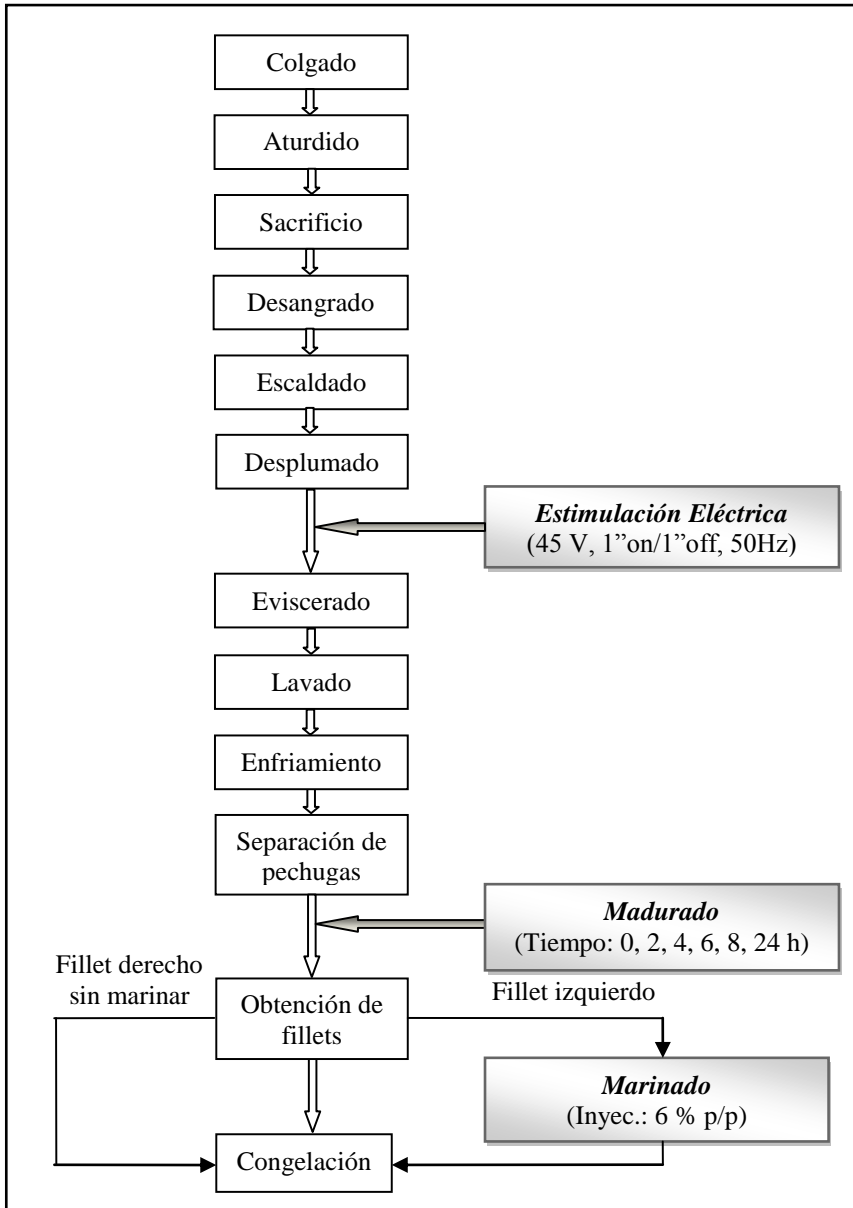 Colgado
Aturdido
Sacrificio
Desangrado
Escaldado
Desplumado
Estimulación Eléctrica
(45 V, 1”on/1”off, 50Hz)
Eviscerado
Lavado
Enfriamiento
Separación de
pechugas
Madurado
(Tiempo: 0, 2, 4, 6, 8, 24 h)
Fillet derecho
sin marinar
Obtención de
fillets
Fillet izquierdo
Marinado
(Inyec.: 6 % p/p)
Congelación